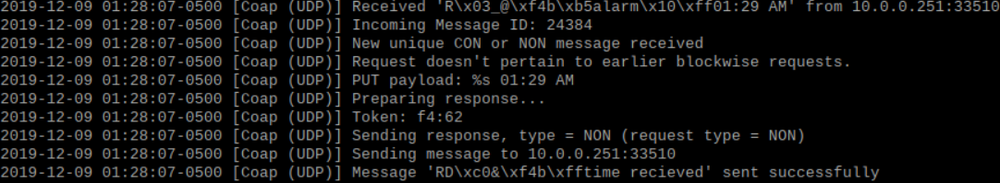 2019-12-09 01:28:07-0500 [Coap (UDP)] Received 'R\x03_@\xf4b\xb5alarm\x10\xff01:29 AM' from 10.0.0.251:33510
2019-12-09 01:28:07-0500 [Coap (UDP)] Incoming Message ID: 24384
2019-12-09 01:28:07-0500 [Coap (UDP)] New unique CON or NON message received
2019-12-09 01:28:07-0500 [Coap (UDP)] Request doesn't pertain to earlier blockwise requests.
2019-12-09 01:28:07-0500 [Coap (UDP)] PUT payload: %s 01:29 AM
2019-12-09 01:28:07-0500 [Coap (UDP)] Preparing response...
2019-12-09 01:28:07-0500 [Coap (UDP)] Token: f4:62
2019-12-09 01:28:07-0500 [Coap (UDP)] Sending response, type = NON (request type = NON)
2019-12-09 01:28:07-0500 [Coap (UDP)] Sending message to 10.0.0.251:33510
2019-12-09 01:28:07-0500 [Coap (UDP)] Message 'RD\xc0&\xf4b\xfftime recieved' sent successfully